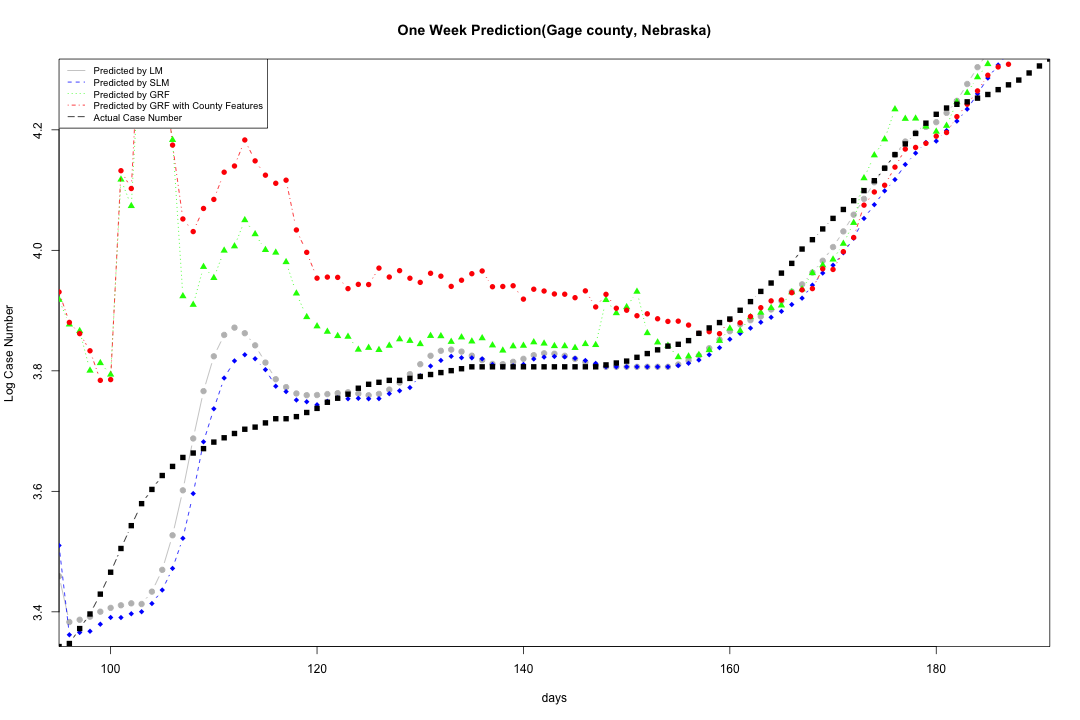 One Week Prediction(Gage county, Nebraska)
Predicted by LM
Predicted by SLM
Predicted by GRF
Predicted by GRF with County Features
Actual Case Number
Log Case Number
4.2
4.0
3.8
3.6
3.4
100 120 140 160 180
days